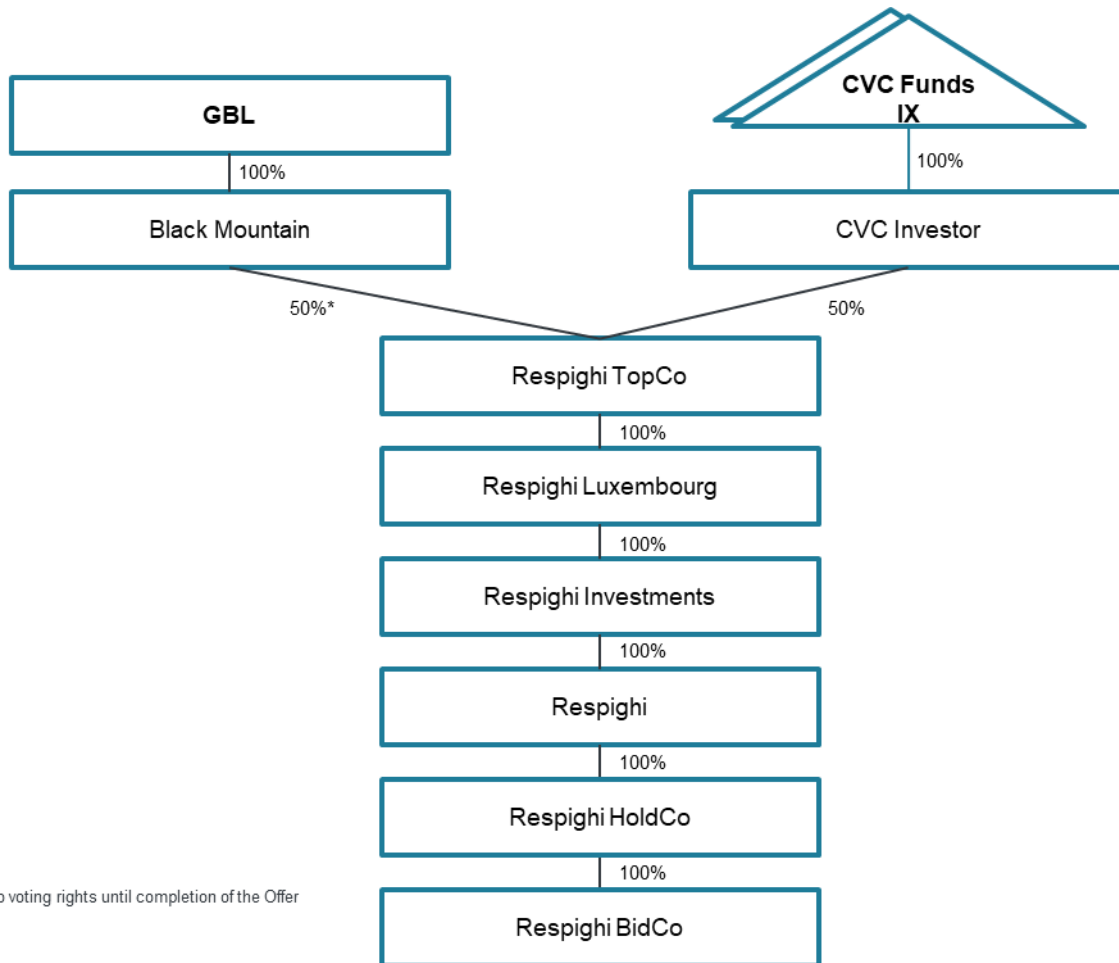 GBL
CVC Funds
IX
100%
100%
Black Mountain
CVC Investor
50%*
50%
Respighi TopCo
100%
Respighi Luxembourg
100%
Respighi Investments
100%
Respighi
100%
Respighi HoldCo
100%
voting rights until completion of the Offer
Respighi BidCo